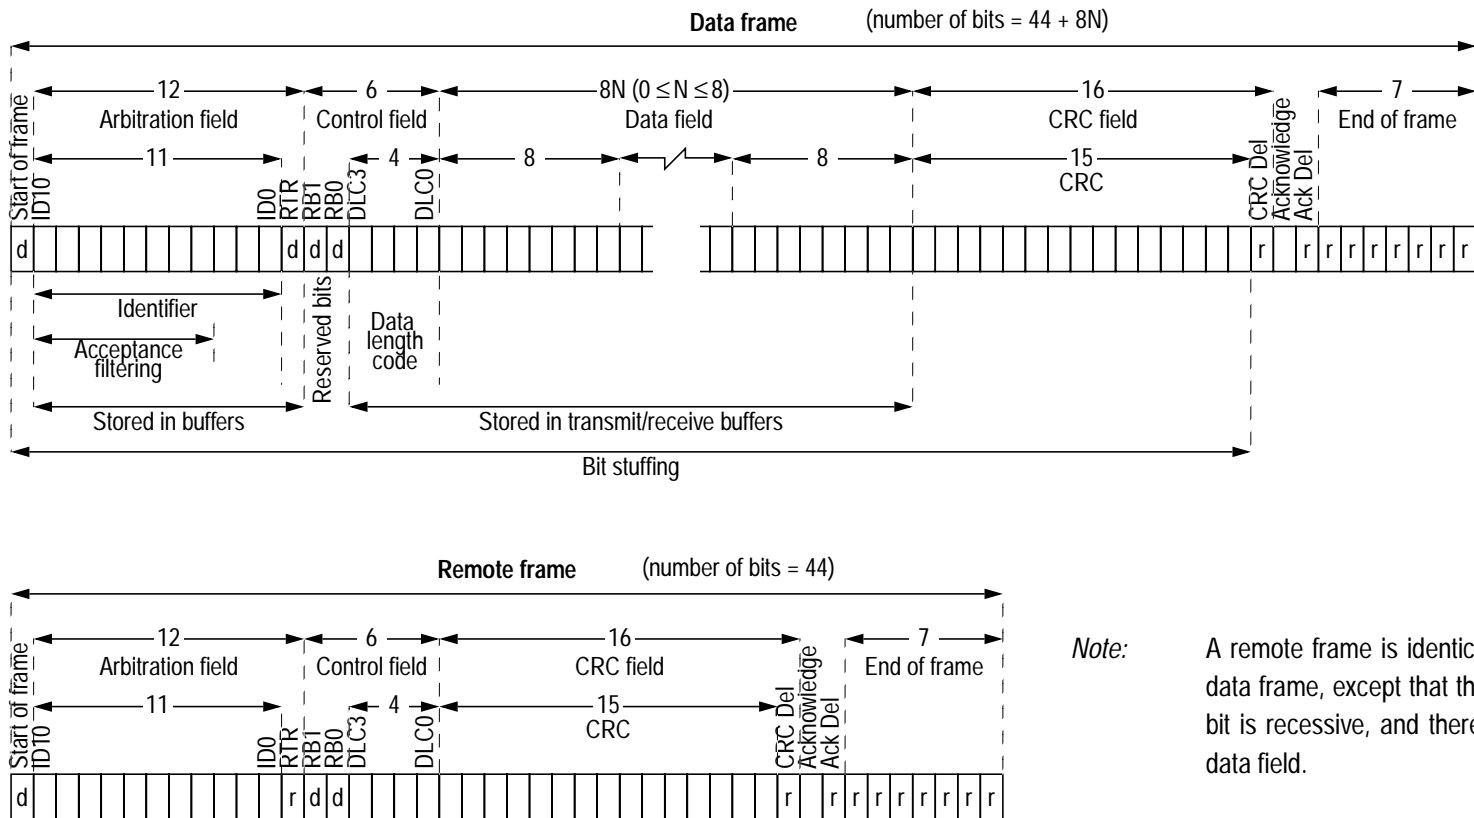 Data frame (number of bits = 44 + 8N)
12 6 8N (0 ≤ N ≤ 8) 16 7
Arbitration field Control field Data field CRC field End of frame
11 4 8 8 15
CRC
Start of frame
ID10
ID0
RTR
RB1
RB0
DLC3
DLC0
CRC Del
Acknowledge
Ack Del
d d d d r r r r r r r r r
Identifier
Acceptance
filtering
Reserved bits
Data
length
code
Stored in buffers Stored in transmit/receive buffers
Bit stuffing
Remote frame (number of bits = 44)
12 6 16 7
Arbitration field Control field CRC field End of frame
11 4 15
CRC
Start of frame
ID10
ID0
RTR
RB1
RB0
DLC3
DLC0
CRC Del
Acknowledge
Ack Del
d r d d r r r r r r r r r
Note: A remote frame is identic
data frame, except that th
bit is recessive, and there
data field.